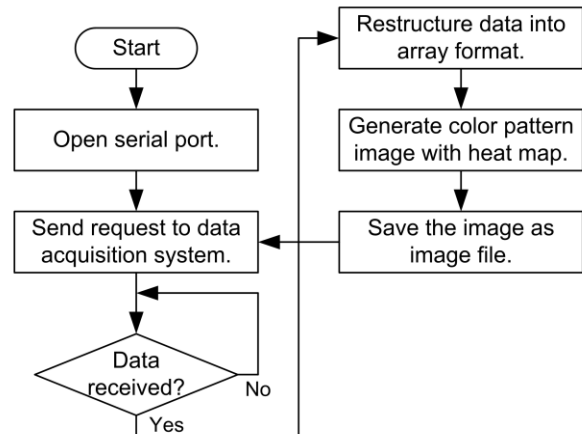 Start
Open serial port.
Send request to data
acquisition system.
Data
received?
No
Yes
Restructure data into
array format.
Generate color pattern
image with heat map.
Save the image as
image file.